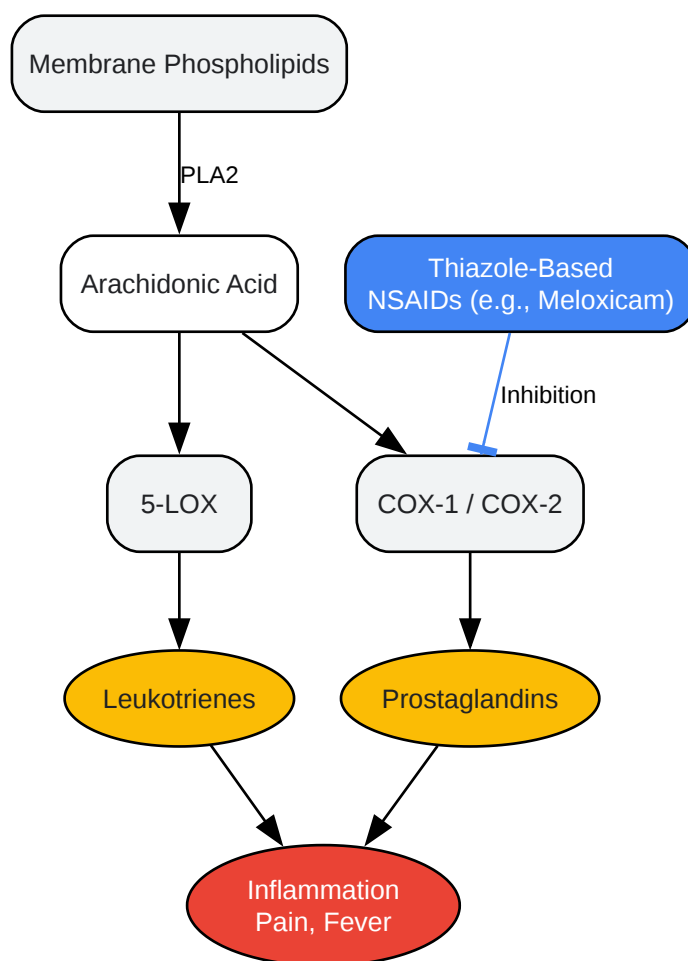 Membrane Phospholipids
PLA2
Arachidonic Acid
Thiazole-Based
NSAIDs (e.g., Meloxicam)
Inhibition
5-LOX
COX-1 / COX-2
Leukotrienes
Prostaglandins
Inflammation
Pain, Fever